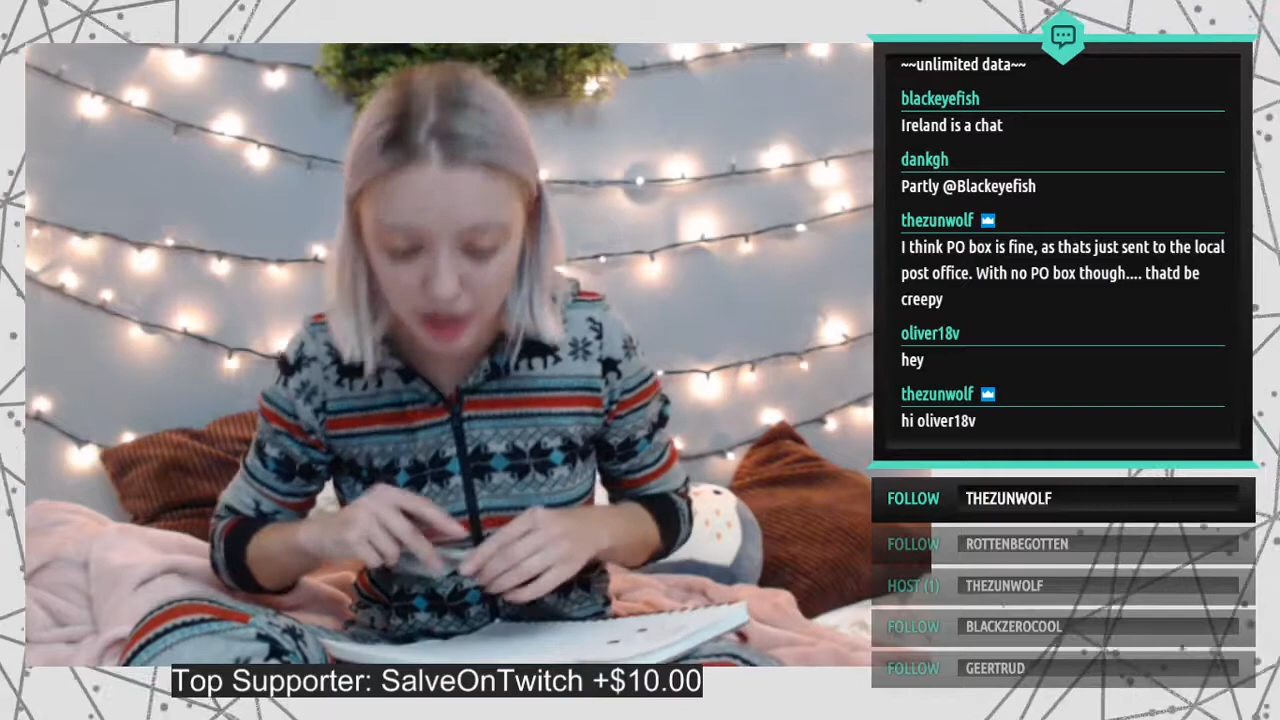 ~~unlimited data~~
blackeyefish
Ireland is a chat
dankgh
Partly @Blackeyefish
thezunwolf
I think PO box is fine, as thats just sent to the local
post office. With no PO box though.... thatd be
creepy
oliver18v
hey
thezunwolf
hi oliver18v
FOLLOW THEZUNWOLF
FOLLOW ROTTENBEGOTTEN
HOST (1) THEZUNWOLF
FOLLOW BLACKZEROCOOL
FOLLOW GEERTRUD
Top Supporter: SalveOnTwitch +$10.00